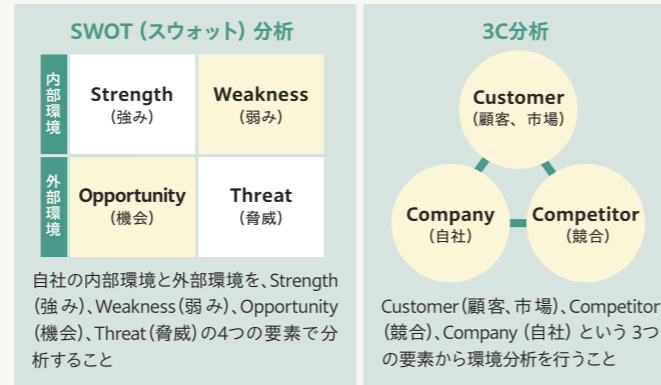 SWOT（スウォット）分析
内部環境
Strength
（強み）
Weakness
（弱み）
外部環境
Opportunity
（機会）
Threat
（脅威）
自社の内部環境と外部環境を、Strength
（強み）、Weakness（弱み）、Opportunity
（機会）、Threat（脅威）の4つの要素で分
析すること
3C分析
Customer
（顧客、市場）
Company
（自社）
Competitor
（競合）
Customer（顧客、市場）、Competitor
（競合）、Company（自社）という3つ
の要素から環境分析を行うこと